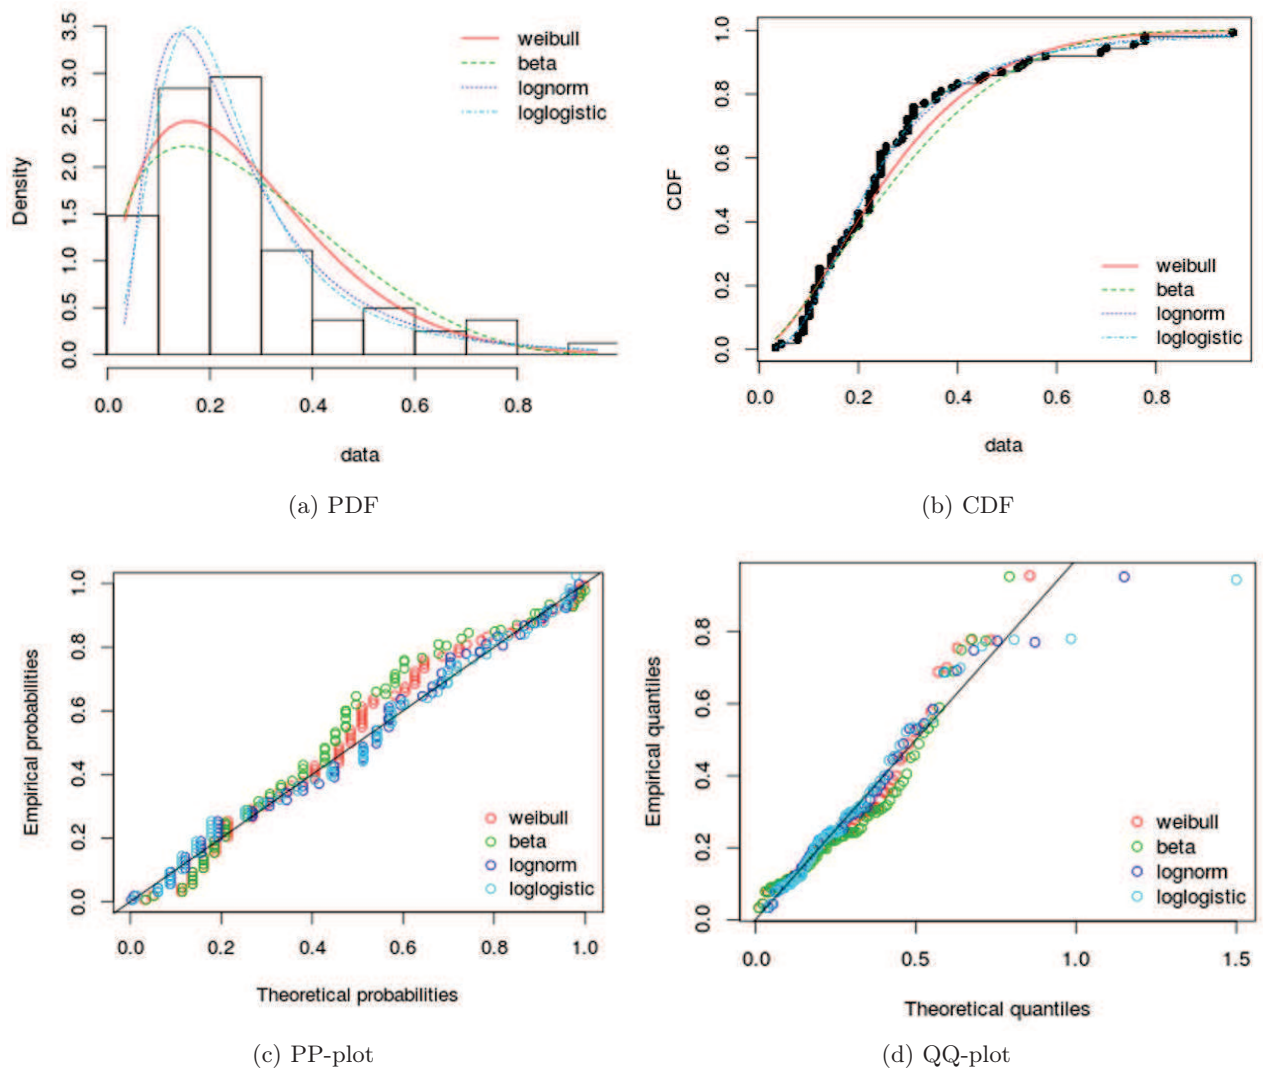 3.5
3.0
2.5
2.0
1.5
1.0
0.5
0.0
Density
0.0 0.2 0.4 0.6 0.8
data
weibull
beta
lognorm
loglogistic
(a) PDF
1.0
0.8
0.6
0.4
0.2
0.0
CDF
0.0 0.2 0.4 0.6 0.8
data
weibull
beta
lognorm
loglogistic
(b) CDF
1.0
0.8
0.6
0.4
0.2
0.0
Empirical probabilities
0.0 0.2 0.4 0.6 0.8 1.0
Theoretical probabilities
weibull
beta
lognorm
loglogistic
(c) PP-plot
0.8
0.6
0.4
0.2
0.0
Empirical quantiles
0.0 0.5 1.0 1.5
Theoretical quantiles
weibull
beta
lognorm
loglogistic
(d) QQ-plot